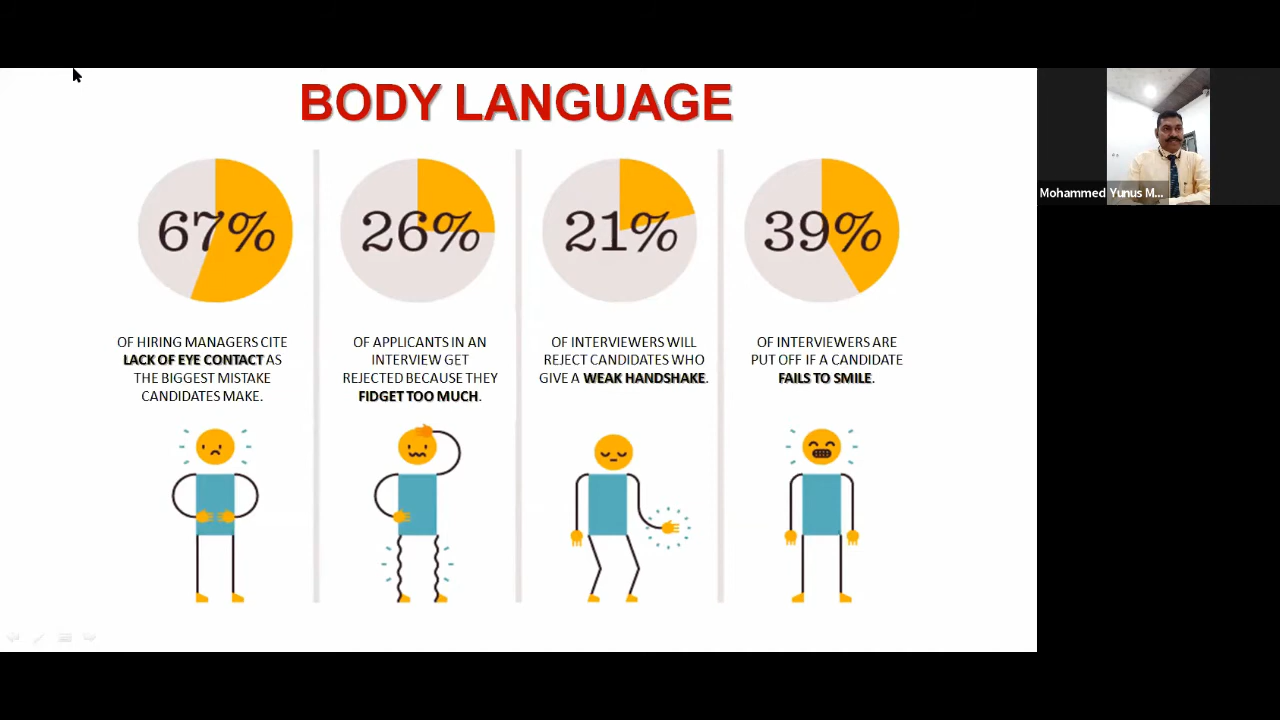 BODY LANGUAGE
67%
OF HIRING MANAGERS CITE
LACK OF EYE CONTACT AS
THE BIGGEST MISTAKE
CANDIDATES MAKE.
26%
OF APPLICANTS IN AN
INTERVIEW GET
REJECTED BECAUSE THEY
FIDGET TOO MUCH.
21%
OF INTERVIEWERS WILL
REJECT CANDIDATES WHO
GIVE A WEAK HANDSHAKE.
39%
OF INTERVIEWERS ARE
PUT OFF IF A CANDIDATE
FAILS TO SMILE.
Mohammed Yunus M...